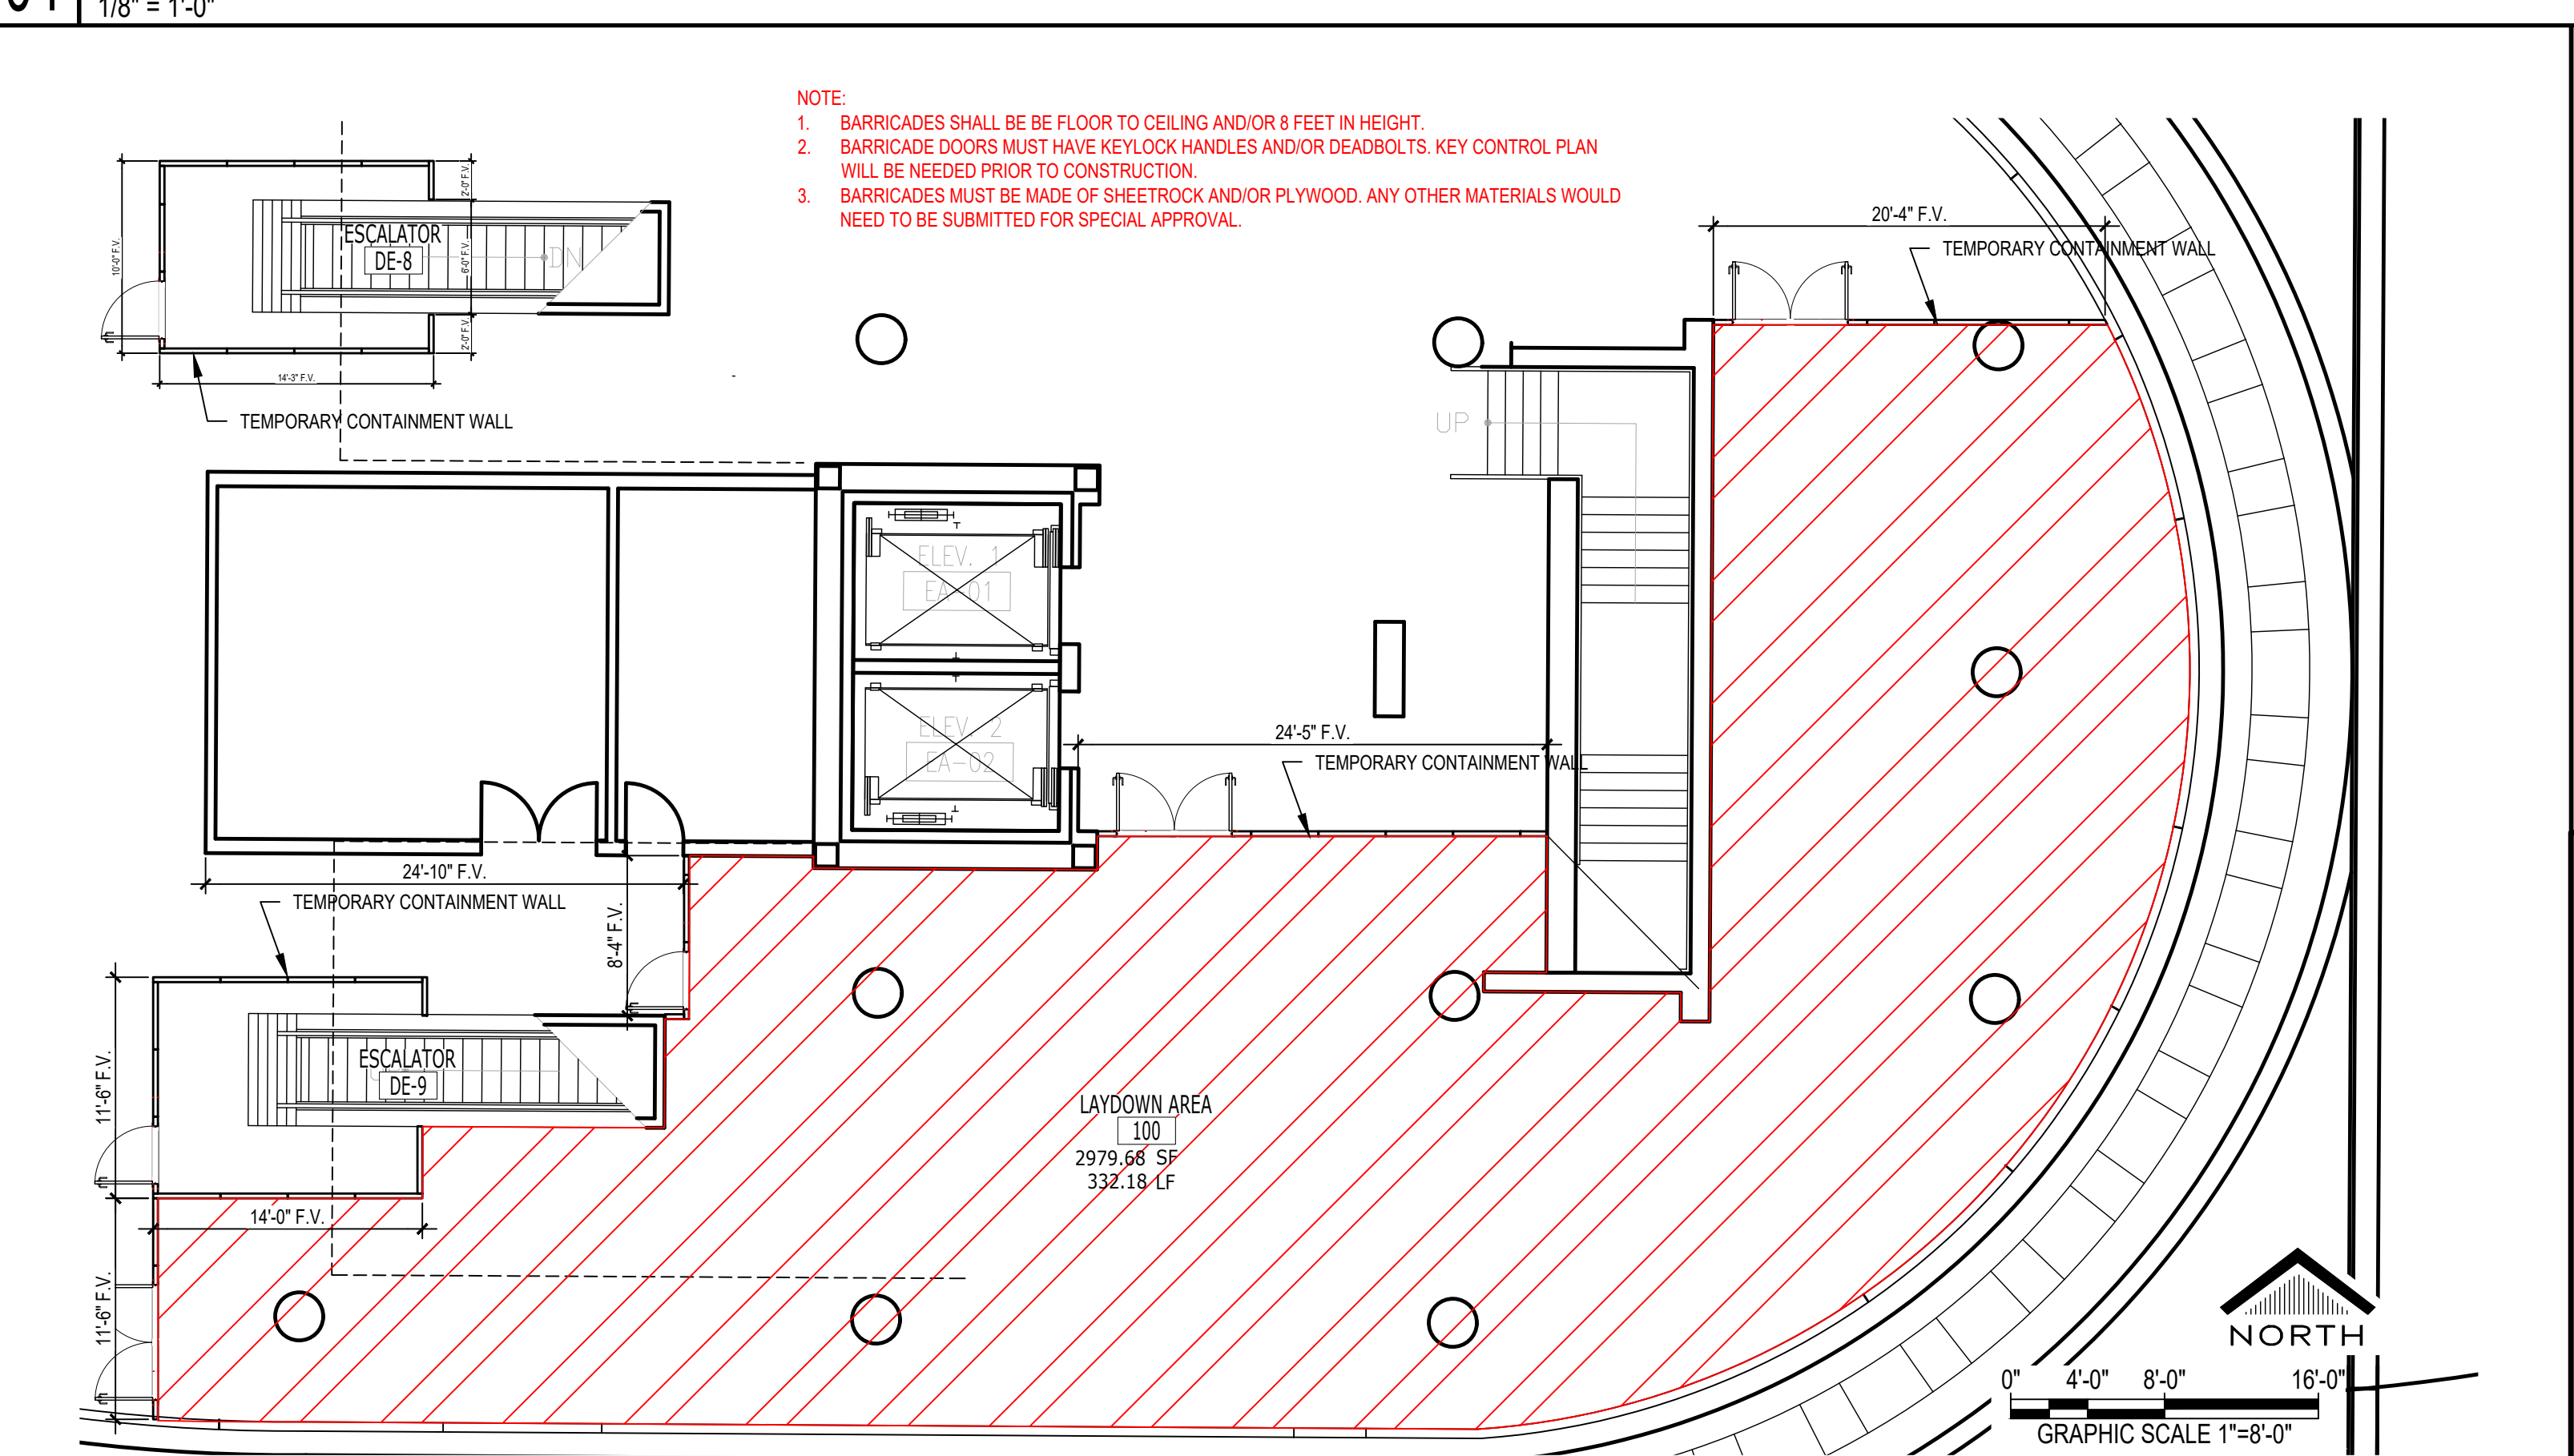 1/8" = 1'-0"
NOTE:
1. BARRICADES SHALL BE BE FLOOR TO CEILING AND/OR 8 FEET IN HEIGHT.
2. BARRICADE DOORS MUST HAVE KEYLOCK HANDLES AND/OR DEADBOLTS. KEY CONTROL PLAN
WILL BE NEEDED PRIOR TO CONSTRUCTION.
3. BARRICADES MUST BE MADE OF SHEETROCK AND/OR PLYWOOD. ANY OTHER MATERIALS WOULD
NEED TO BE SUBMITTED FOR SPECIAL APPROVAL.
2'-0" F.V.
10'-0" F.V.
ESCALATOR
DE-8
DN
6'-0" F.V.
2'-0" F.V.
14'-3" F.V.
TEMPORARY CONTAINMENT WALL
20'-4" F.V.
TEMPORARY CONTAINMENT WALL
UP
ELEV. 1
EA-01
ELEV. 2
EA-02
24'-5" F.V.
TEMPORARY CONTAINMENT WALL
24'-10" F.V.
TEMPORARY CONTAINMENT WALL
8'-4" F.V.
11'-6" F.V.
ESCALATOR
DE-9
14'-0" F.V.
11'-6" F.V.
LAYDOWN AREA
100
2979.68 SF
332.18 LF
NORTH
0" 4'-0" 8'-0" 16'-0"
GRAPHIC SCALE 1"=8'-0"